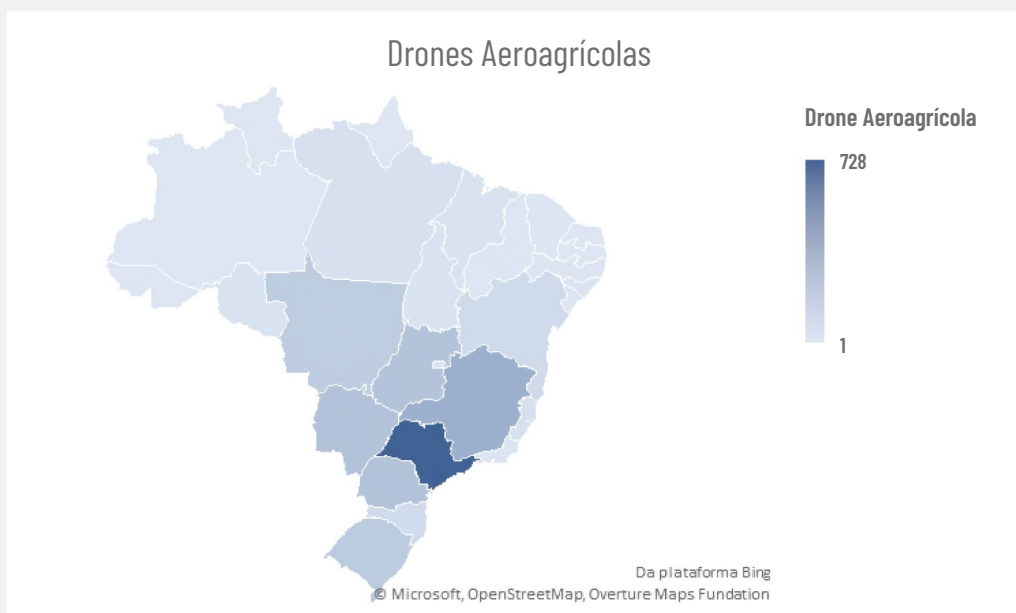 Drones Aeroagrícolas
Drone Aeroagrícola
728
1
Da plataforma Bing
© Microsoft, OpenStreetMap, Overture Maps Fundation